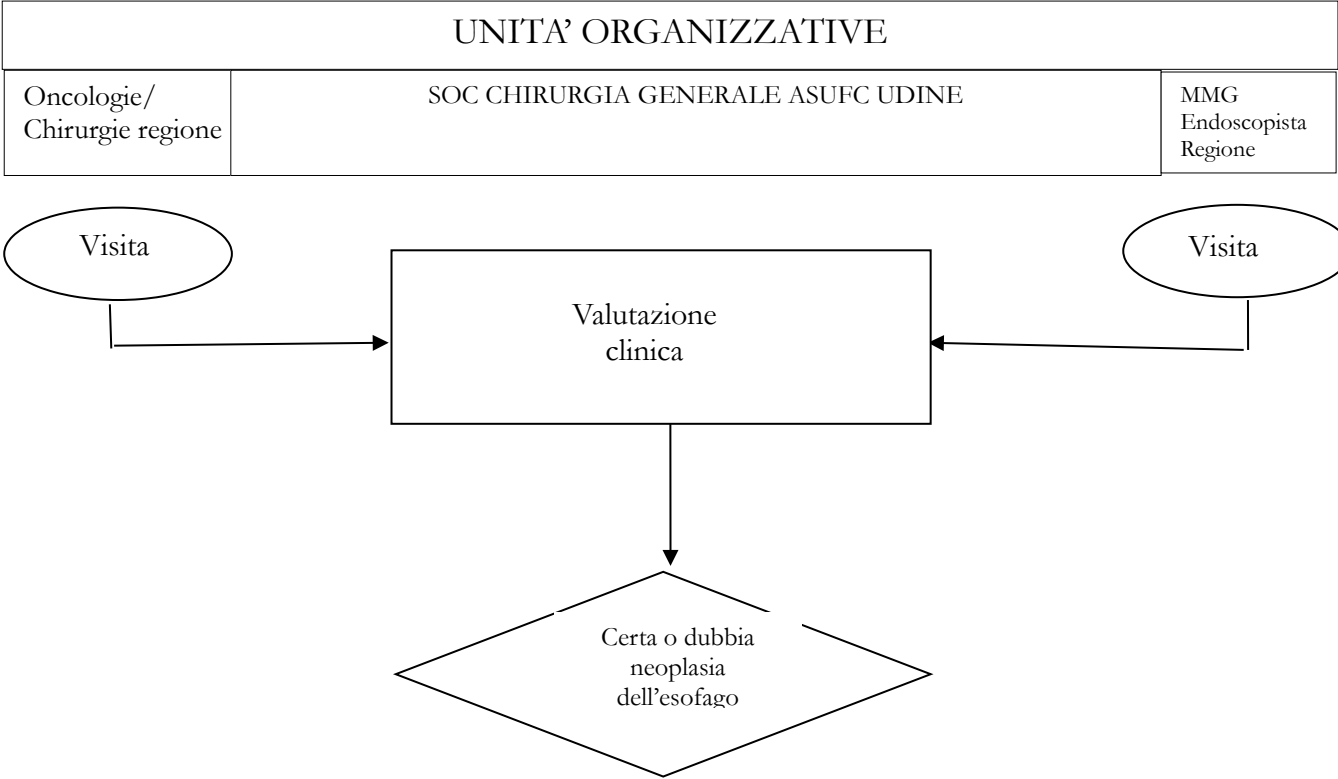 UNITA’ ORGANIZZATIVE
Oncologie/
Chirurgie regione
SOC CHIRURGIA GENERALE ASUFC UDINE
MMG
Endoscopista
Regione
Visita
Visita
Valutazione
clinica
Certa o dubbia
neoplasia
dell’esofago